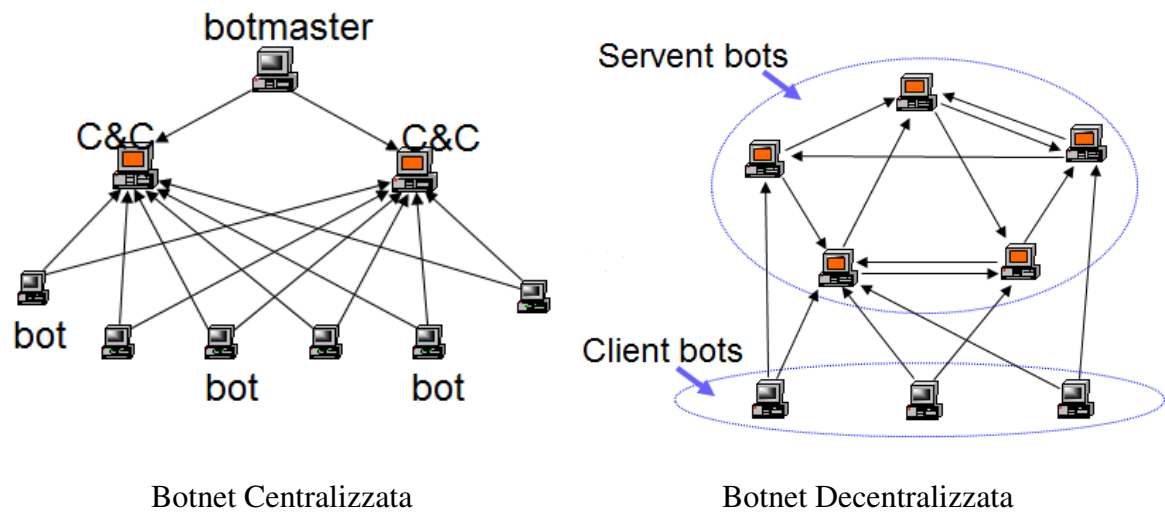 botmaster
C&C
C&C
bot
bot
bot
Servent bots
Client bots
Botnet Centralizzata
Botnet Decentralizzata